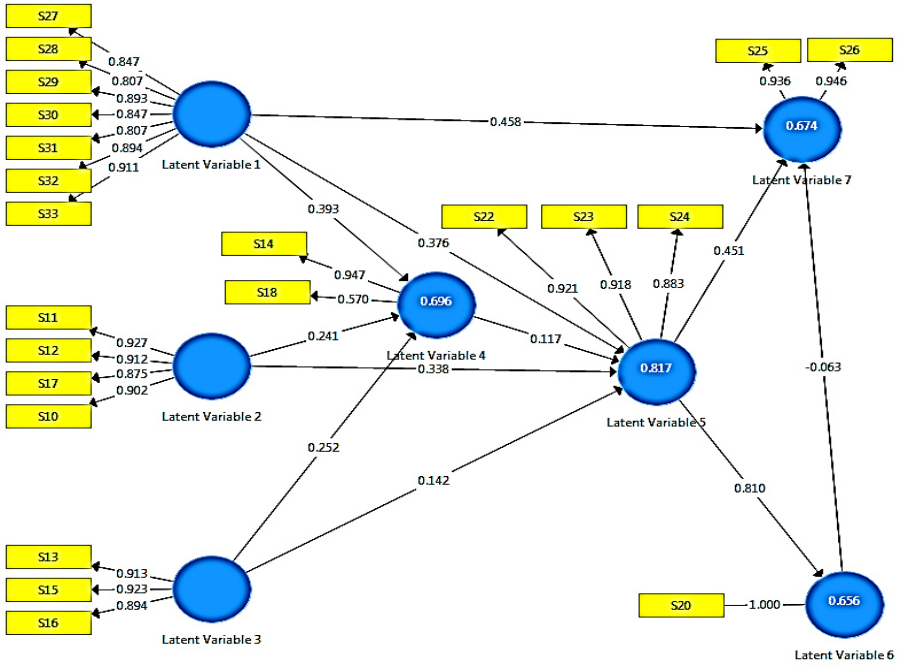 S27
S28
S29
S30
S31
S32
S33
0.847
0.807
0.893
0.847
0.807
0.894
0.911
Latent Variable 1
0.458
S25
S26
0.936
0.946
0.674
Latent Variable 7
0.393
0.376
S22
S23
S24
0.921
0.918
0.883
0.451
S14
S18
0.947
0.570
0.696
Latent Variable 4
S11
S12
S17
S10
0.927
0.912
0.875
0.902
Latent Variable 2
0.241
0.338
0.117
0.817
Latent Variable 5
-0.063
0.252
0.142
0.810
S13
S15
S16
0.913
0.923
0.894
Latent Variable 3
S20
1.000
0.656
Latent Variable 6